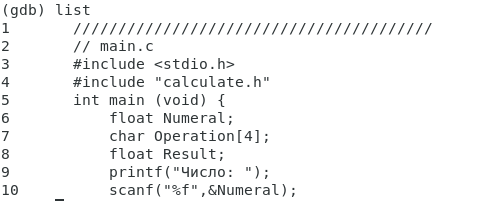 (gdb) list
1       ////////////////////////////////////////
2       // main.c
3       #include <stdio.h>
4       #include "calculate.h"
5       int main (void) {
6           float Numeral;
7           char Operation[4];
8           float Result;
9           printf("Число: ");
10          scanf("%f",&Numeral);